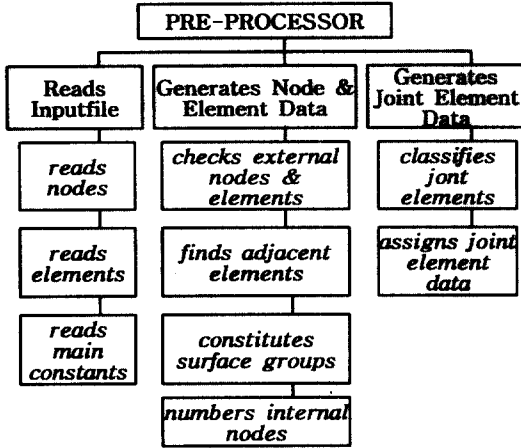 PRE-PROCESSOR
Reads
Inputfile
reads
nodes
reads
elements
reads
main
constants
Generates Node &
Element Data
checks external
nodes &
elements
finds adjacent
elements
constitutes
surface groups
numbers internal
nodes
Generates
Joint Element
Data
classifies
jont
elements
assigns joint
element
data